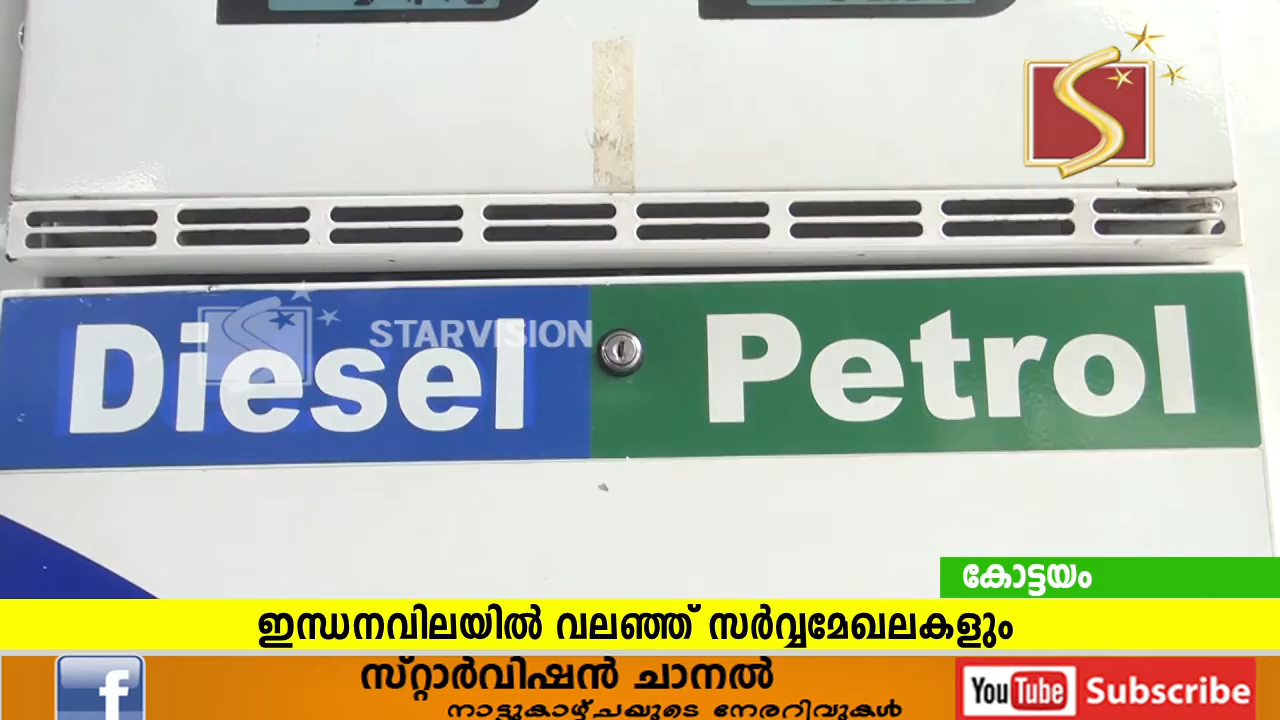 STARVISION
Diesel Petrol
കോട്ടയം
ഇന്ധനവിലയിൽ വലഞ്ഞ് സർവ്വമേഖലകളും
സ്റ്റാർവിഷൻ ചാനൽ
നാട്ടുകാഴ്ചയുടെ നേരറിവുകൾ
YouTube Subscribe